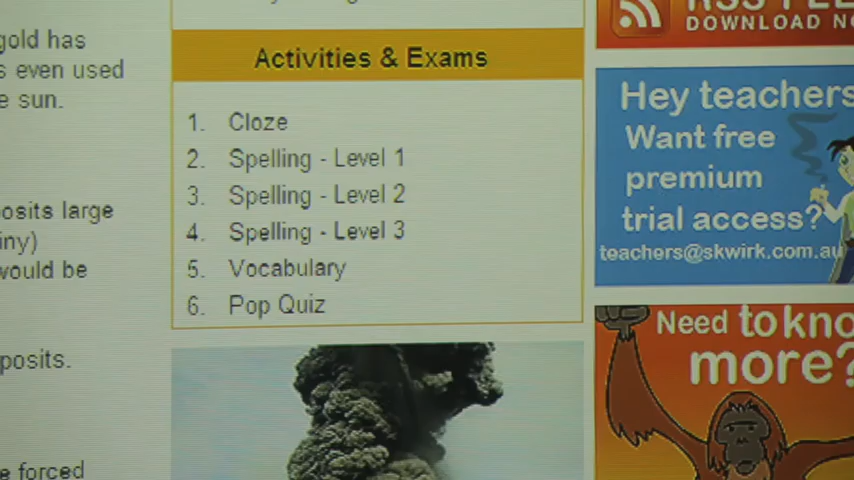 gold has
even used
sun.
osits large
would be
posits.
forced
Activities & Exams
1. Cloze
2. Spelling - Level 1
3. Spelling - Level 2
4. Spelling - Level 3
5. Vocabulary
6. Pop Quiz
RSS
DOWNLOAD
Hey teachers
Want free
premium
trial access?
teachers@skwirk.com.au
Need to kno
more?